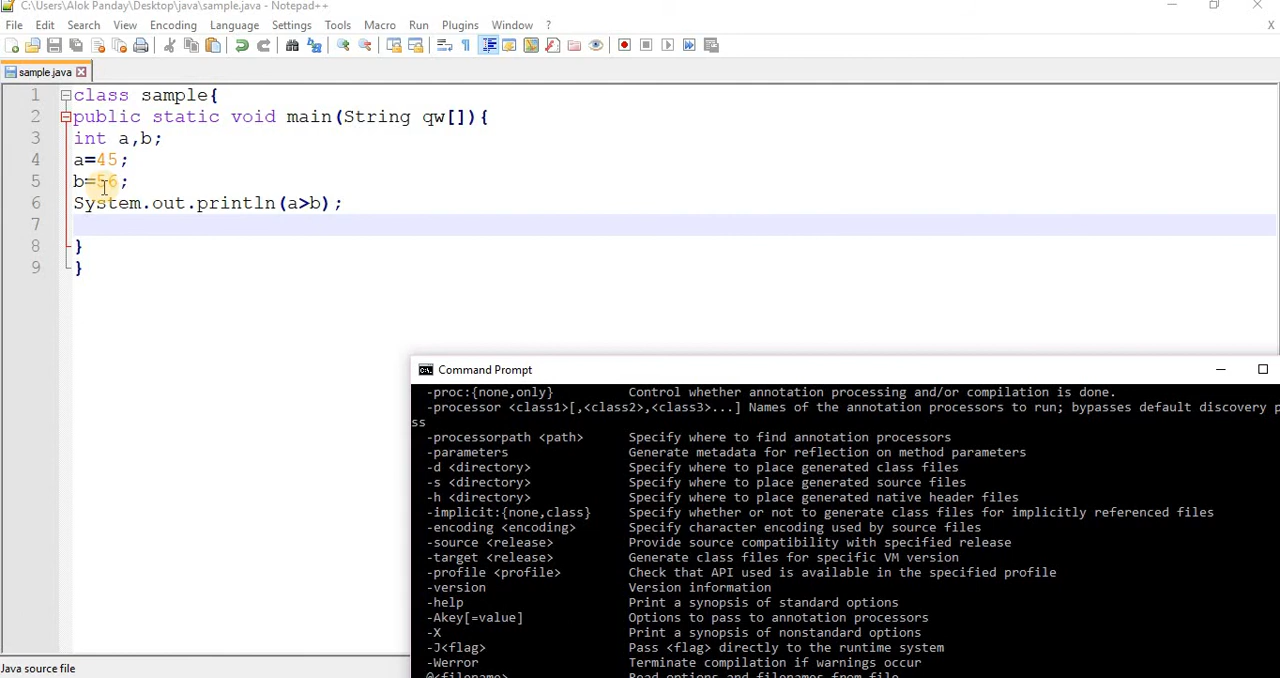 C:\Users\Alok Panday\Desktop\java\sample.java - Notepad++
File Edit Search View Encoding Language Settings Tools Macro Run Plugins Window ? X
sample.java
1 class sample{
2 public static void main(String qw[]){
3 int a,b;
4 a=45;
5 b=56;
6 System.out.println(a>b);
7
8 }
9 }
Command Prompt
-proc:{none,only} Control whether annotation processing and/or compilation is done.
-processor <class1>[,<class2>,<class3>...] Names of the annotation processors to run; bypasses default discovery p
ss
-processorpath <path> Specify where to find annotation processors
-parameters Generate metadata for reflection on method parameters
-d <directory> Specify where to place generated class files
-s <directory> Specify where to place generated source files
-h <directory> Specify where to place generated native header files
-implicit:{none,class} Specify whether or not to generate class files for implicitly referenced files
-encoding <encoding> Specify character encoding used by source files
-source <release> Provide source compatibility with specified release
-target <release> Generate class files for specific VM version
-profile <profile> Check that API used is available in the specified profile
-version Version information
-help Print a synopsis of standard options
-Akey[=value] Options to pass to annotation processors
-X Print a synopsis of nonstandard options
-J<flag> Pass <flag> directly to the runtime system
-Werror Terminate compilation if warnings occur
@<filename> Read options and filenames from file
Java source file